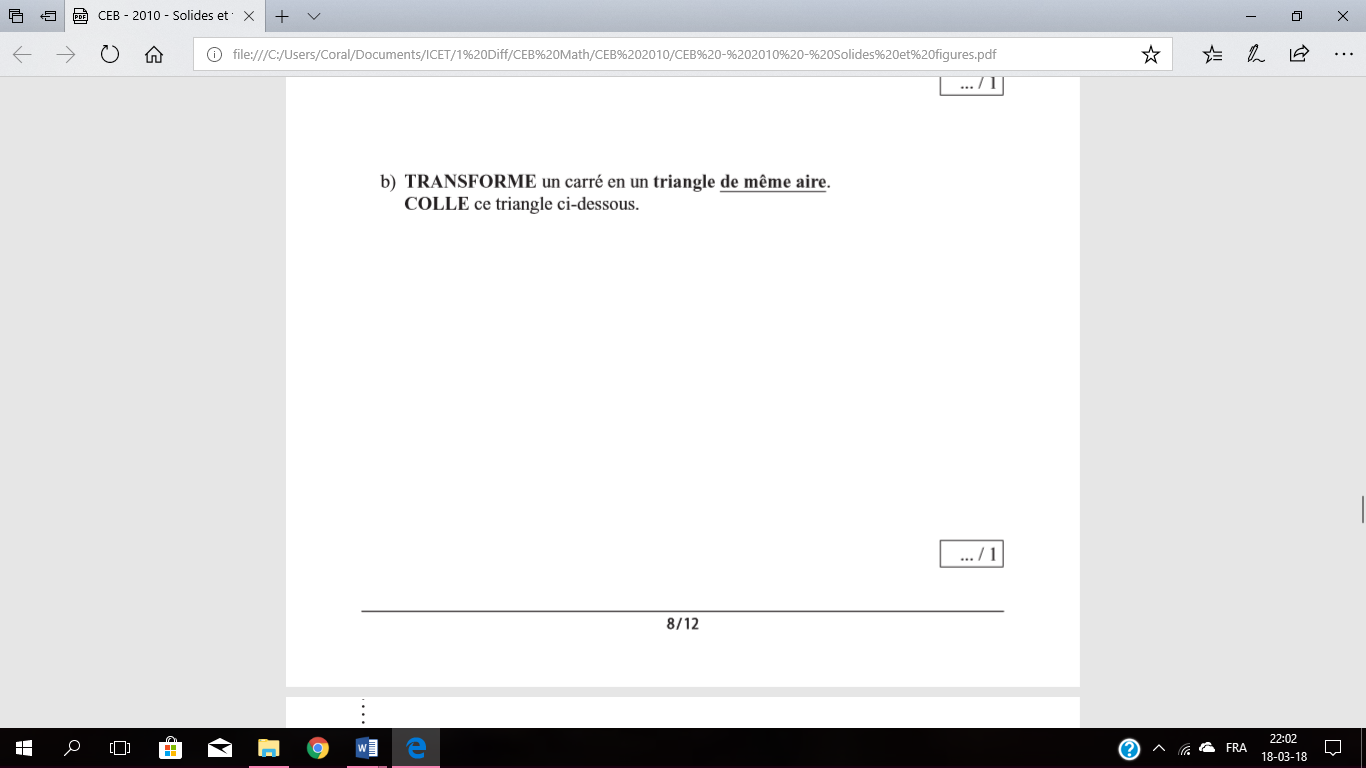 CEB - 2010 - Solides et
file:///C:/Users/Coral/Documents/ICET/1%20Diff/CEB%20Math/CEB%202010/CEB%20-%202010%20-%20Solides%20et%20figures.pdf
... / 1
b) TRANSFORME un carré en un triangle de même aire.
COLLE ce triangle ci-dessous.
... / 1
8/12
FRA
22:02
18-03-18